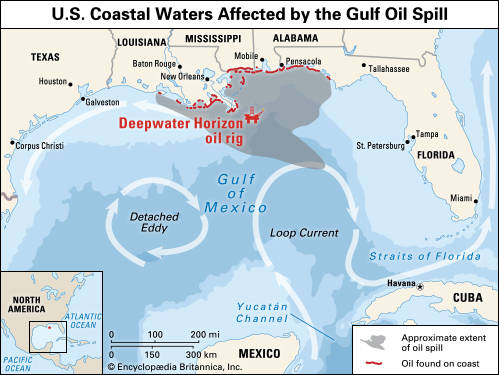 U.S. Coastal Waters Affected by the Gulf Oil Spill
TEXAS
LOUISIANA
MISSISSIPPI
ALABAMA
Baton Rouge
Mobile
Pensacola
Tallahassee
Houston
New Orleans
Galveston
Deepwater Horizon
oil rig
Corpus Christi
St. Petersburg
Tampa
FLORIDA
Gulf
of
Mexico
Miami
Detached
Eddy
Loop Current
Straits of Florida
Havana
CUBA
NORTH
AMERICA
ATLANTIC
OCEAN
PACIFIC
OCEAN
Yucatán
Channel
0 100 200 mi
0 150 300 km
MEXICO
© Encyclopædia Britannica, Inc.
Approximate extent
of oil spill
Oil found on coast